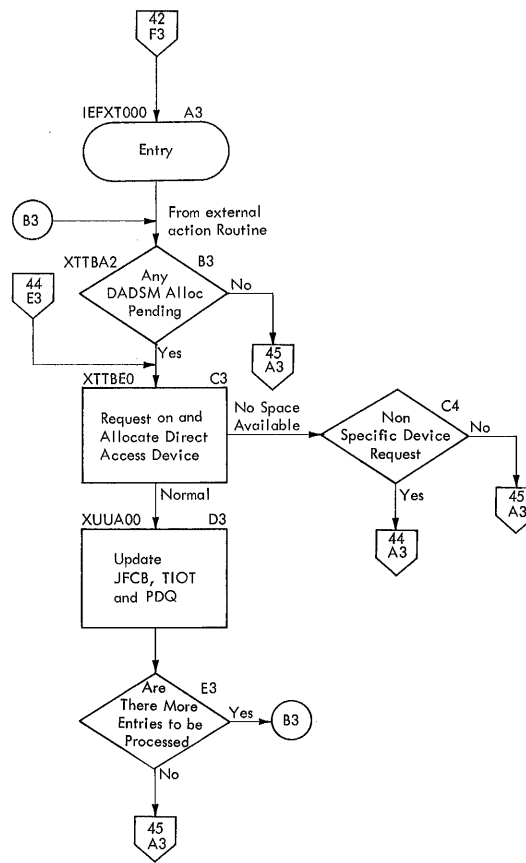 42
F3
IEFXT000 A3
Entry
B3
From external
action Routine
XTTBA2 B3
Any
DADSM Alloc
Pending
No
44
E3
Yes
45
A3
XTTBE0 C3
Request on and
Allocate Direct
Access Device
No Space
Available
C4
Non
Specific Device
Request
No
Normal
Yes
45
A3
44
A3
XUUA00 D3
Update
JFCB, TIOT
and PDQ
E3
Are
There More
Entries to be
Processed
Yes
B3
No
45
A3